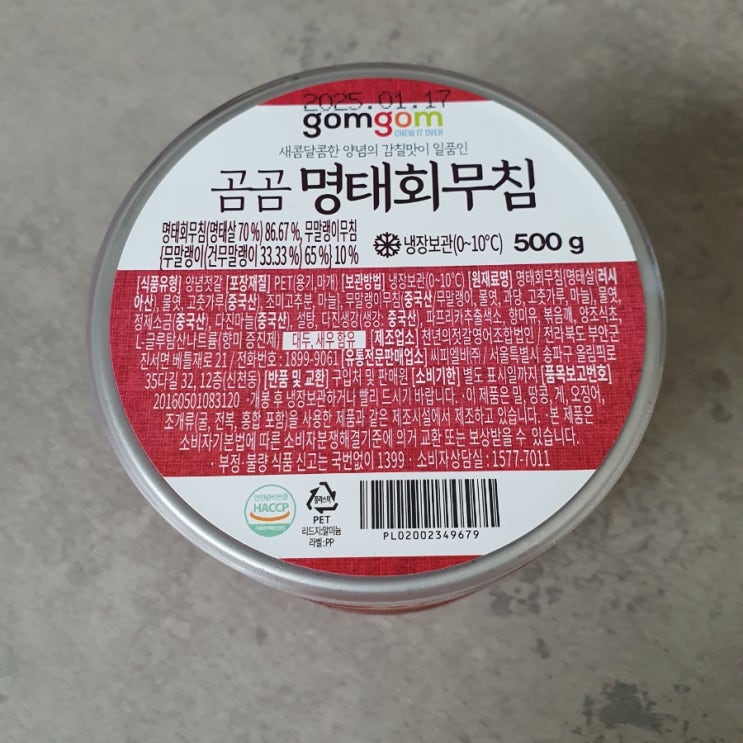 2025.01.17
gomgom
CHEW IT OVER
새콤달콤한 양념의 감칠맛이 일품인
곰곰 명태회무침
명태회무침(명태살 70%) 86.67%, 무말랭이무침
{무말랭이(건무말랭이 33.33%) 65%} 10%
냉장보관(0~10°C) 500 g
[식품유형] 양념젓갈 [포장재질] PET(용기, 마개) [보관방법] 냉장보관(0~10°C) [원재료명] 명태회무침{명태살(러시
아산), 물엿, 고춧가루(중국산), 조미고추분, 마늘}, 무말랭이무침{중국산/무말랭이, 물엿, 과당, 고춧가루, 마늘}, 물엿,
정제소금(중국산), 다진마늘(중국산), 설탕, 다진생강(생강: 중국산), 파프리카추출색소, 향미유, 볶음깨, 양조식초,
L-글루탐산나트륨(향미 증진제) 대두, 새우 함유 [제조업소] 천년의젓갈영어조합법인 / 전라북도 부안군
진서면 베틀재로 21 / 전화번호 : 1899-9061 [유통전문판매업소] 씨피엘비㈜ / 서울특별시 송파구 올림픽로
35다길 32, 12층(신천동) [반품 및 교환] 구입처 및 판매원 [소비기한] 별도 표시일까지 [품목보고번호]
20160501083120 ·개봉 후 냉장보관하거나 빨리 드시기 바랍니다. ·이 제품은 밀, 땅콩, 게, 오징어,
조개류(굴, 전복, 홍합 포함)을 사용한 제품과 같은 제조시설에서 제조하고 있습니다. ·본 제품은
소비자기본법에 따른 소비자분쟁해결기준에 의거 교환 또는 보상받을 수 있습니다.
·부정·불량 식품 신고는 국번없이 1399 ·소비자상담실 : 1577-7011
안전관리인증
HACCP
플라스틱
PET
리드지:알미늄
라벨:PP
PL02002349679